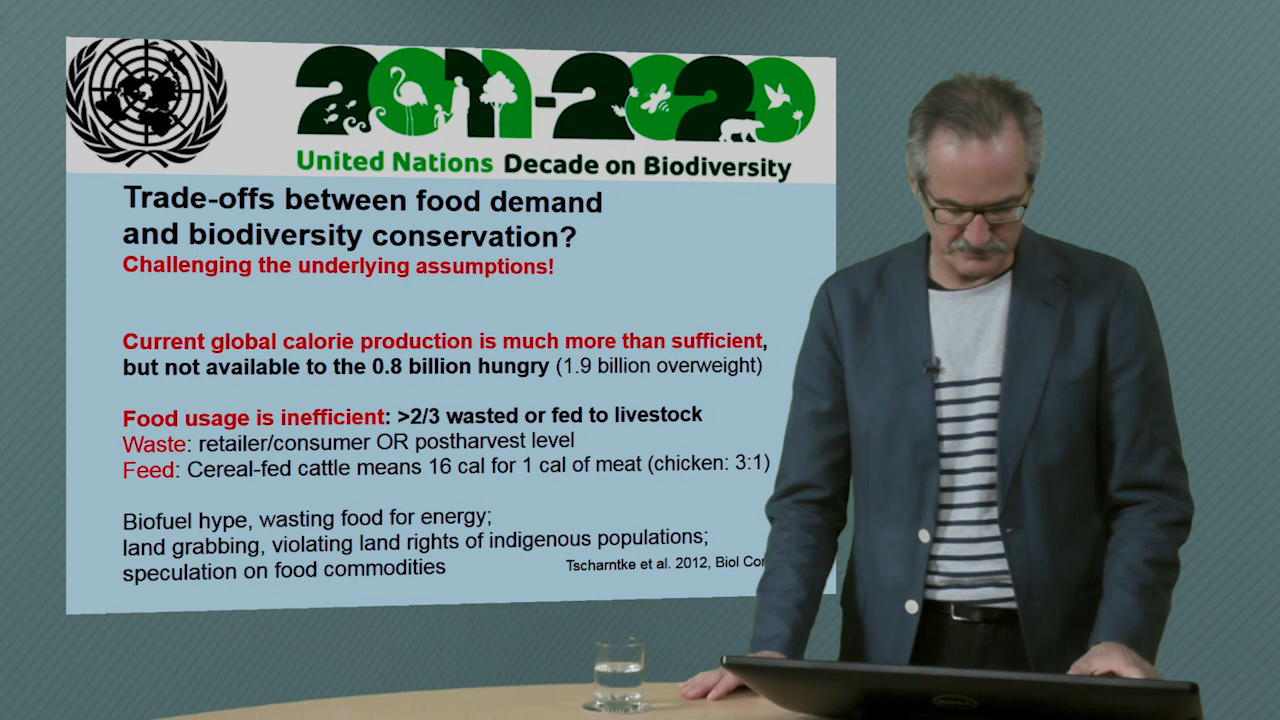 2011-2020
United Nations Decade on Biodiversity
Trade-offs between food demand
and biodiversity conservation?
Challenging the underlying assumptions!
Current global calorie production is much more than sufficient,
but not available to the 0.8 billion hungry (1.9 billion overweight)
Food usage is inefficient: >2/3 wasted or fed to livestock
Waste: retailer/consumer OR postharvest level
Feed: Cereal-fed cattle means 16 cal for 1 cal of meat (chicken: 3:1)
Biofuel hype, wasting food for energy;
land grabbing, violating land rights of indigenous populations;
speculation on food commodities
Tscharntke et al. 2012, Biol Con
DELL